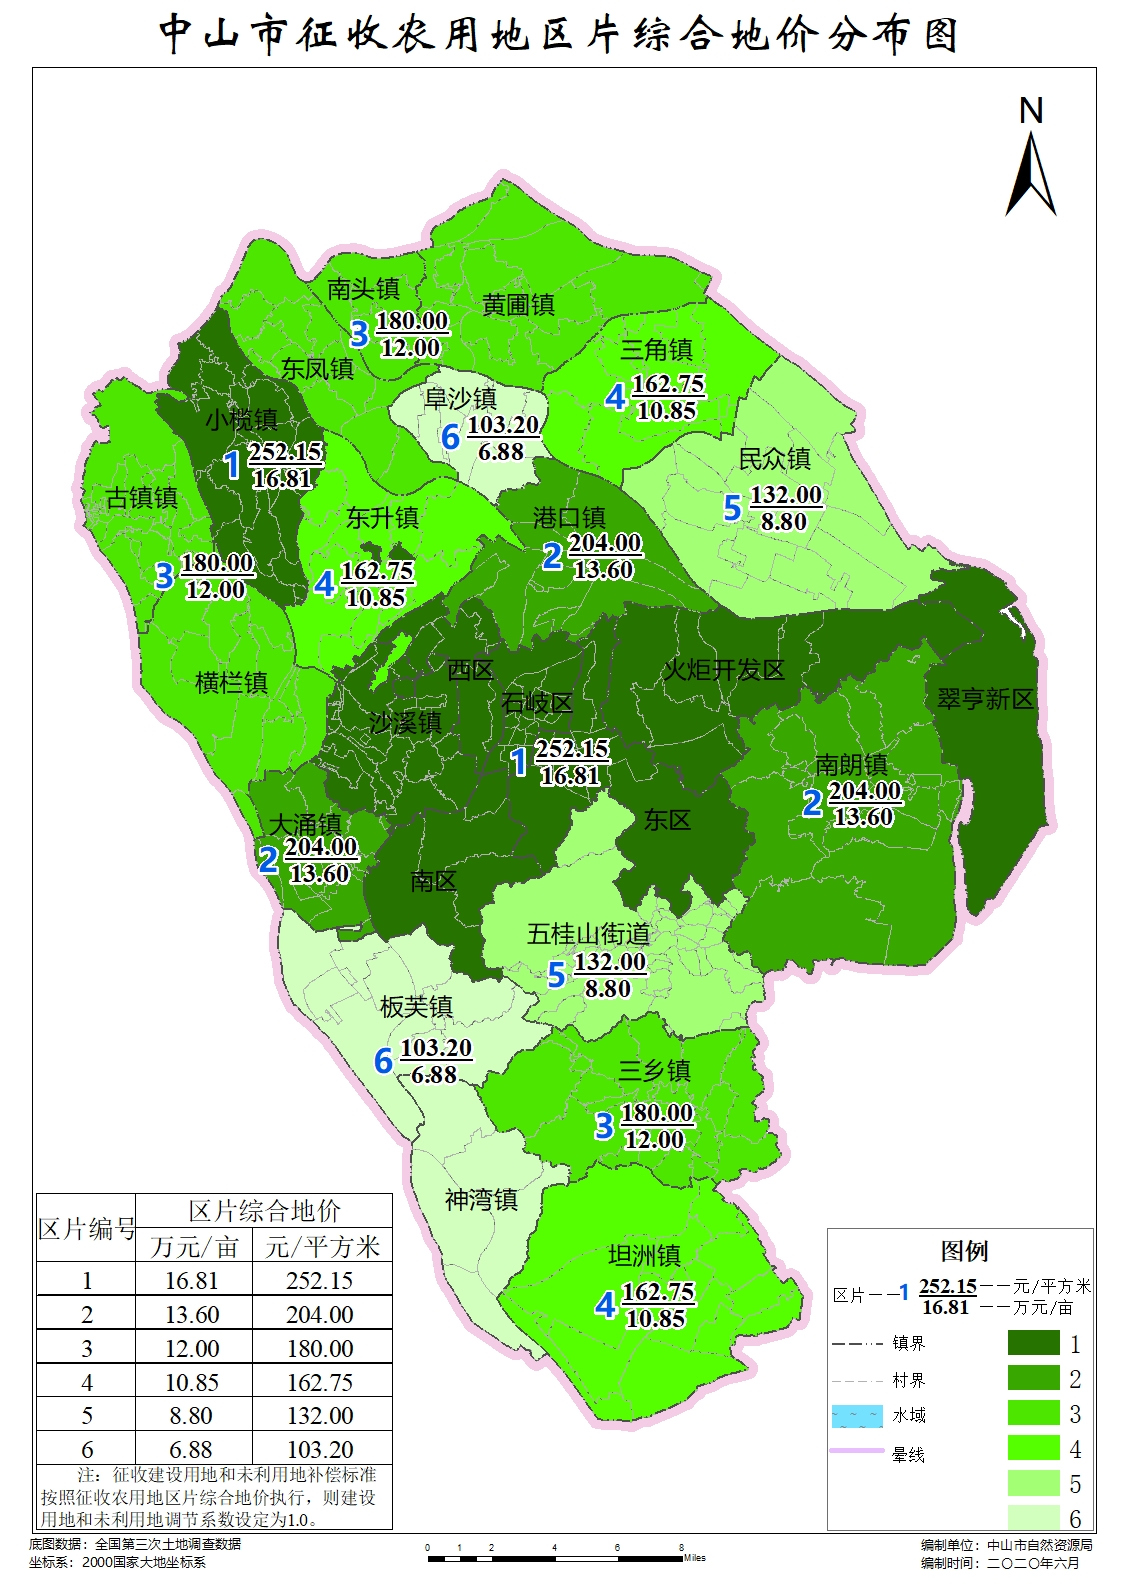 中山市征收农用地区片综合地价分布图
N
南头镇
黄圃镇
3 180.00
12.00
三角镇
东凤镇
4 162.75
10.85
阜沙镇
6 103.20
6.88
小榄镇
1 252.15
16.81
民众镇
5 132.00
8.80
古镇镇
东升镇
港口镇
2 204.00
13.60
3 180.00
12.00
4 162.75
10.85
西区
火炬开发区
横栏镇
石岐区
翠亨新区
沙溪镇
1 252.15
16.81
南朗镇
2 204.00
13.60
东区
大涌镇
2 204.00
13.60
南区
五桂山街道
5 132.00
8.80
板芙镇
6 103.20
6.88
三乡镇
3 180.00
12.00
神湾镇
坦洲镇
4 162.75
10.85
区片编号 区片综合地价
万元/亩 元/平方米
1 16.81 252.15
2 13.60 204.00
3 12.00 180.00
4 10.85 162.75
5 8.80 132.00
6 6.88 103.20
注：征收建设用地和未利用地补偿标准
按照征收农用地区片综合地价执行，则建设
用地和未利用地调节系数设定为1.0。
图例
区片——1 252.15——元/平方米
16.81——万元/亩
镇界 1
村界 2
水域 3
晕线 4
5
6
底图数据：全国第三次土地调查数据
坐标系：2000国家大地坐标系
0 1 2 4 6 8
Miles
编制单位：中山市自然资源局
编制时间：二〇二〇年六月